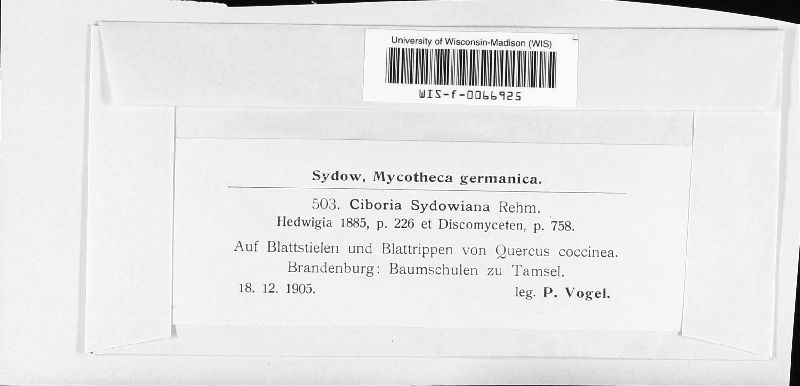 University of Wisconsin-Madison (WIS)
WIS-f-0066925
Sydow, Mycotheca germanica.
503. Ciboria Sydowiana Rehm.
Hedwigia 1885, p. 226 et Discomyceten, p. 758.
Auf Blattstielen und Blattrippen von Quercus coccinea.
Brandenburg: Baumschulen zu Tamsel.
18. 12. 1905. leg. P. Vogel.